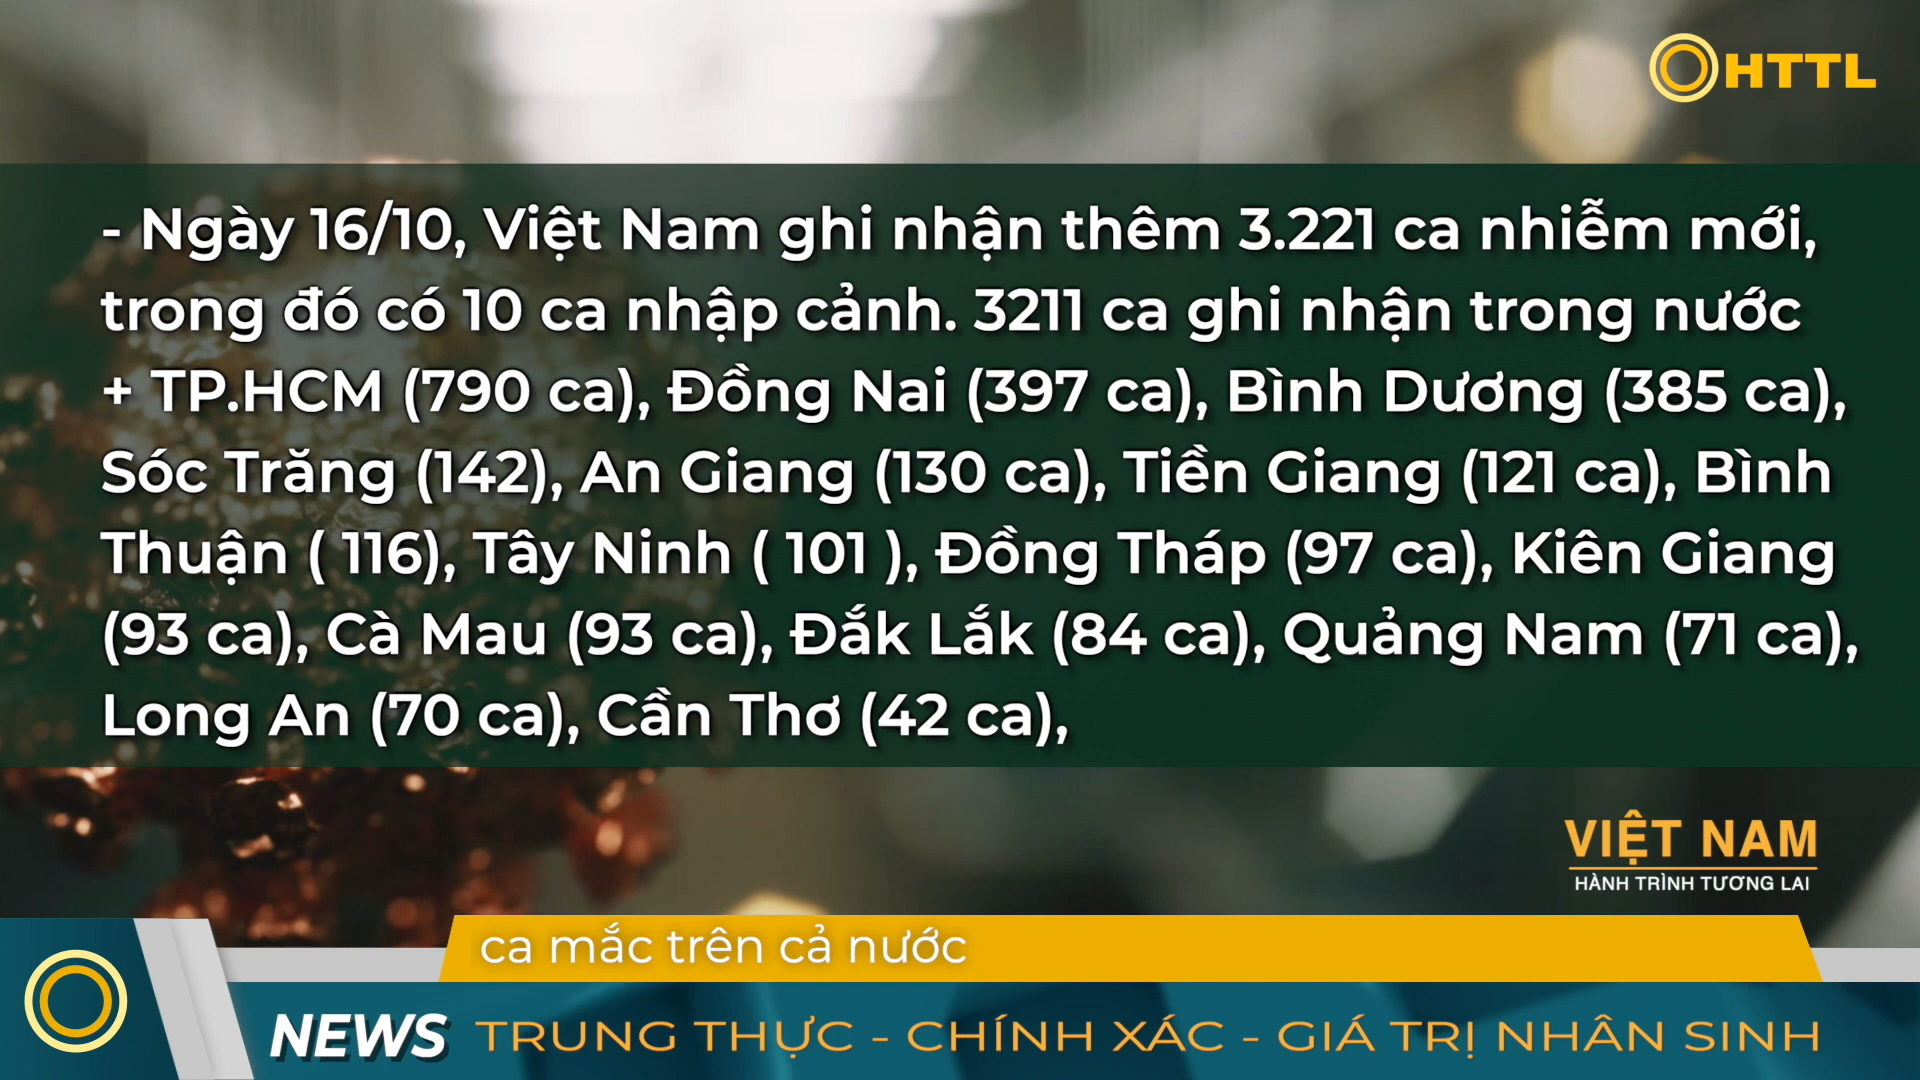 HTTL
- Ngày 16/10, Việt Nam ghi nhận thêm 3.221 ca nhiễm mới,
trong đó có 10 ca nhập cảnh. 3211 ca ghi nhận trong nước
+ TP.HCM (790 ca), Đồng Nai (397 ca), Bình Dương (385 ca),
Sóc Trăng (142), An Giang (130 ca), Tiền Giang (121 ca), Bình
Thuận ( 116), Tây Ninh ( 101 ), Đồng Tháp (97 ca), Kiên Giang
(93 ca), Cà Mau (93 ca), Đắk Lắk (84 ca), Quảng Nam (71 ca),
Long An (70 ca), Cần Thơ (42 ca),
VIỆT NAM
HÀNH TRÌNH TƯƠNG LAI
ca mắc trên cả nước
NEWS TRUNG THỰC - CHÍNH XÁC - GIÁ TRỊ NHÂN SINH